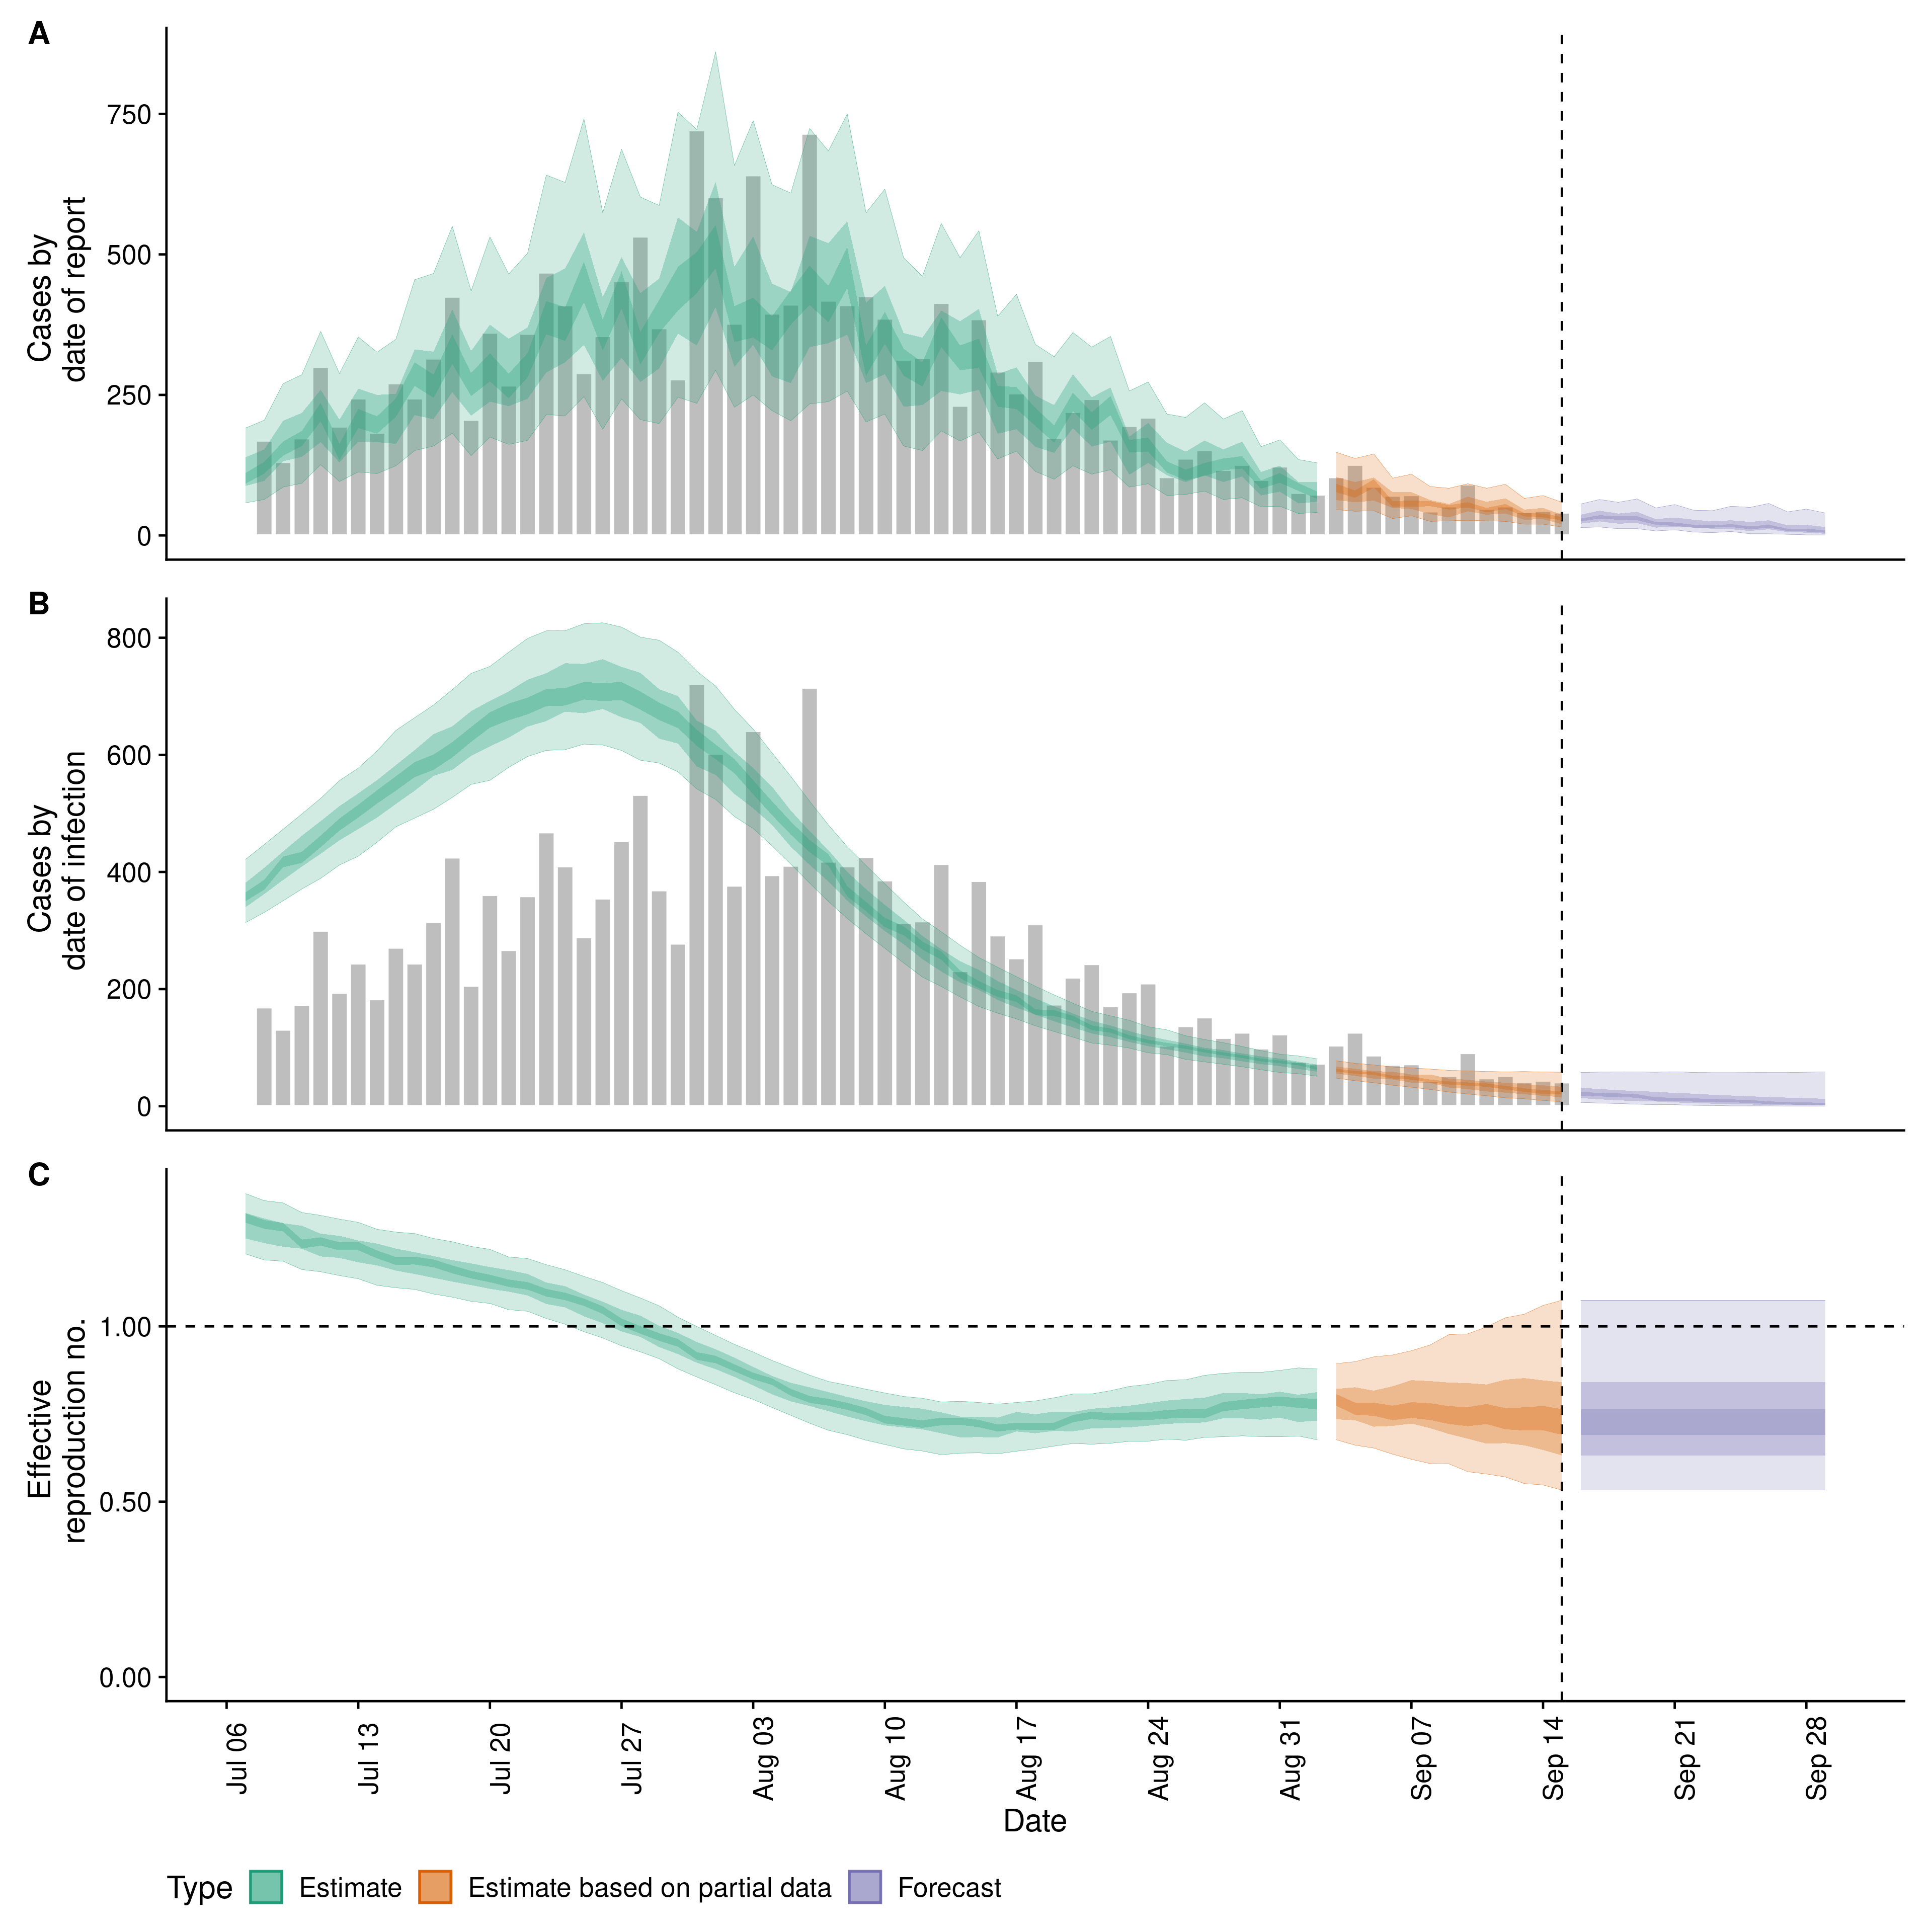 A
Cases by
date of report
750
500
250
0
B
Cases by
date of infection
800
600
400
200
0
C
Effective
reproduction no.
1.00
0.50
0.00
Jul 06
Jul 13
Jul 20
Jul 27
Aug 03
Aug 10
Aug 17
Aug 24
Aug 31
Sep 07
Sep 14
Sep 21
Sep 28
Date
Type
Estimate
Estimate based on partial data
Forecast